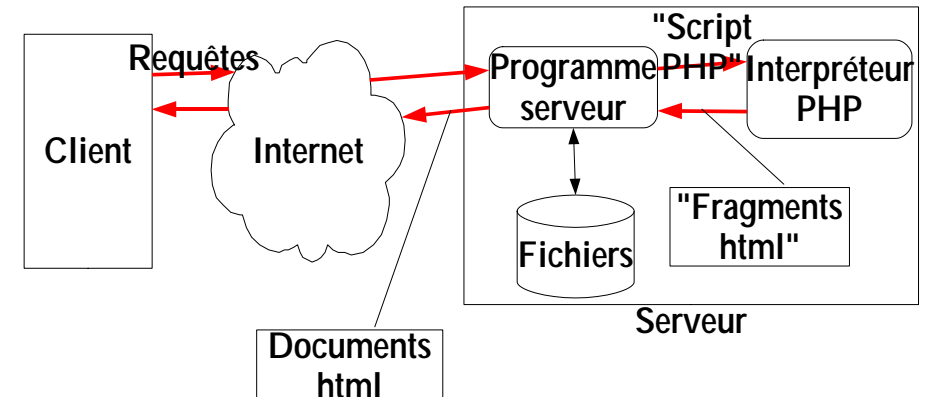 Requêtes
Client
Internet
Programme
serveur
"Script
PHP"
Interpréteur
PHP
Fichiers
"Fragments
html"
Serveur
Documents
html